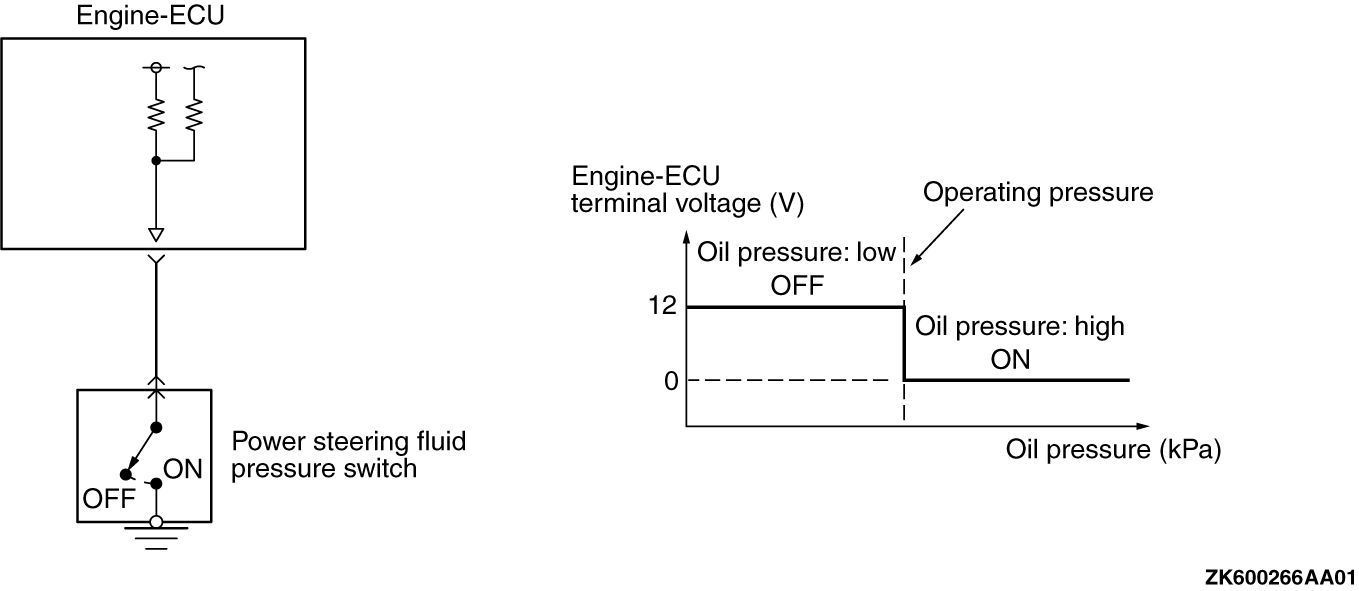 Engine-ECU
ON
OFF
Power steering fluid
pressure switch
Engine-ECU
terminal voltage (V)
Operating pressure
Oil pressure: low
OFF
12
Oil pressure: high
ON
0
Oil pressure (kPa)
ZK600266AA01